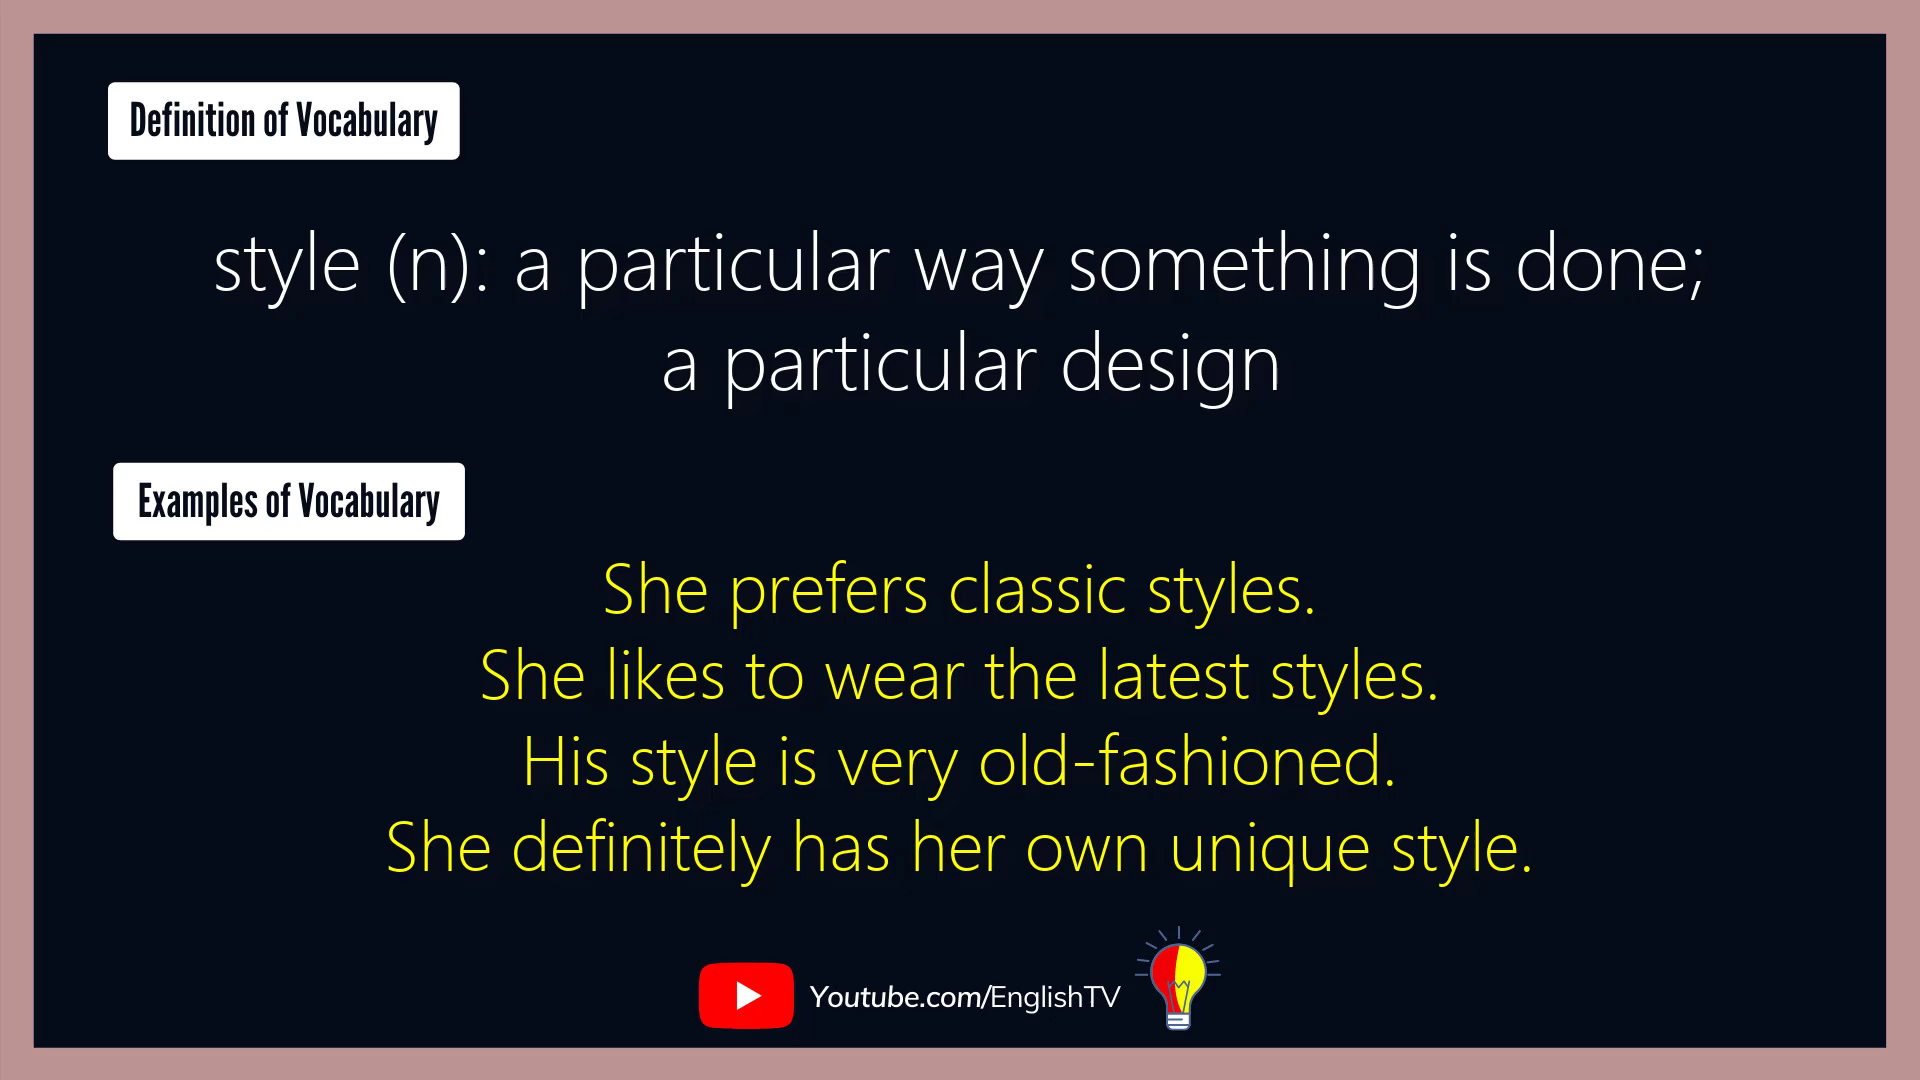 Definition of Vocabulary
style (n): a particular way something is done;
a particular design
Examples of Vocabulary
She prefers classic styles.
She likes to wear the latest styles.
His style is very old-fashioned.
She definitely has her own unique style.
Youtube.com/EnglishTV